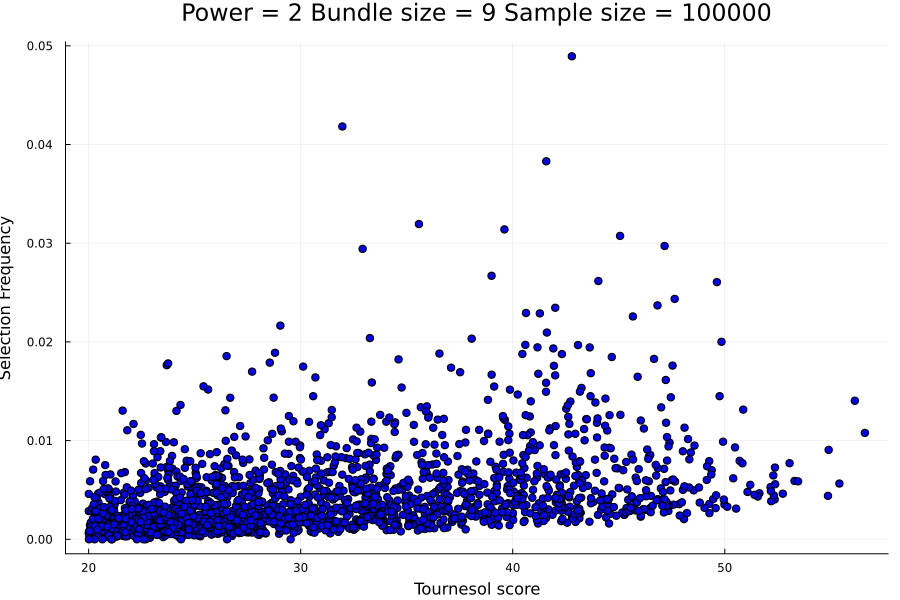 Power = 2 Bundle size = 9 Sample size = 100000
0.05
0.04
0.03
0.02
0.01
0.00
Selection Frequency
20 30 40 50
Tournesol score